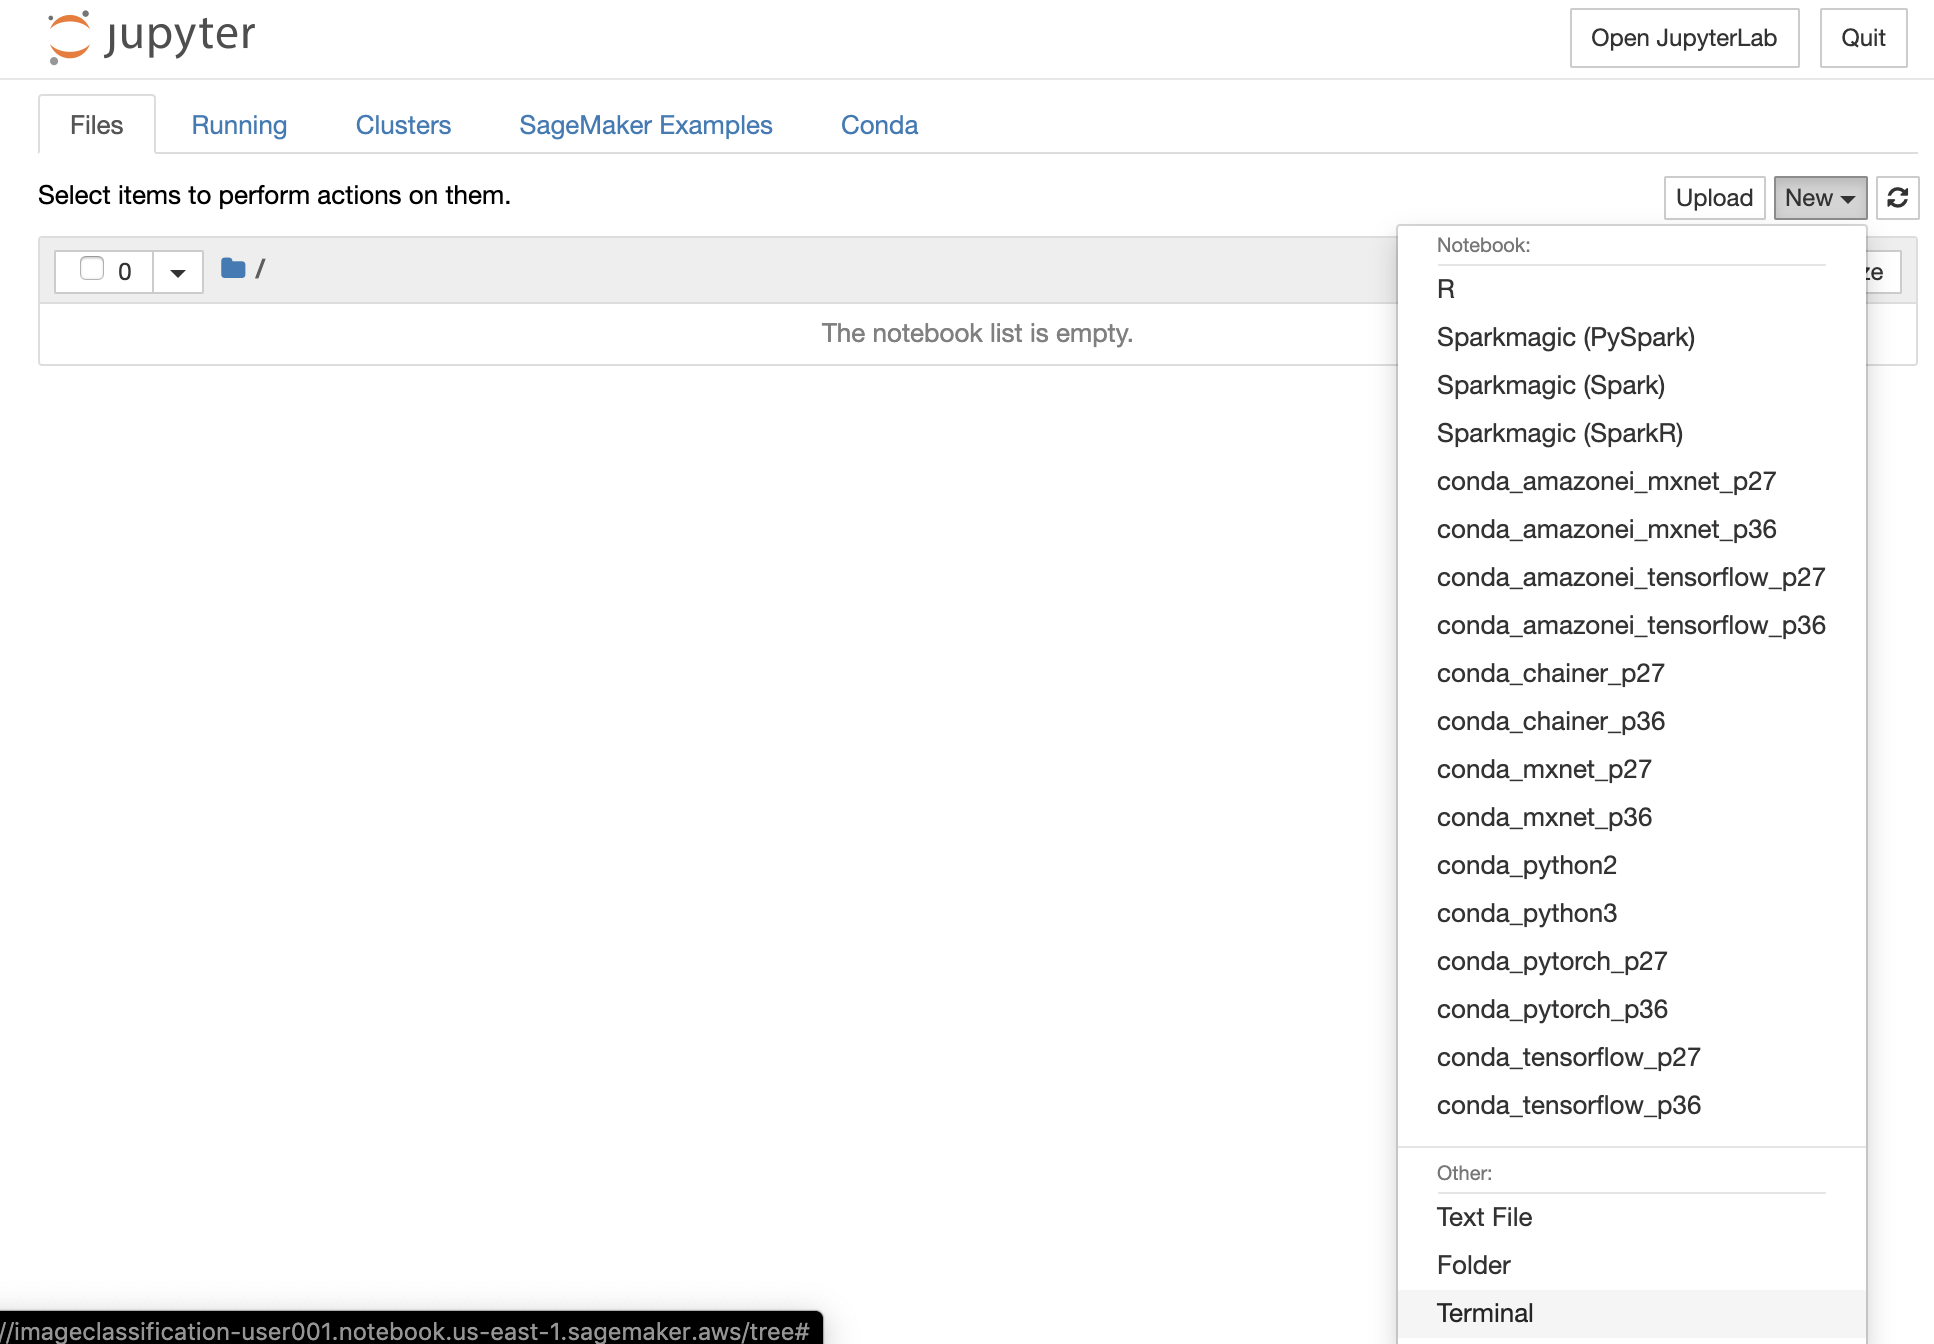 jupyter
Open JupyterLab
Quit
Files
Running
Clusters
SageMaker Examples
Conda
Select items to perform actions on them.
Upload
New
0
/
The notebook list is empty.
Notebook:
R
Sparkmagic (PySpark)
Sparkmagic (Spark)
Sparkmagic (SparkR)
conda_amazonei_mxnet_p27
conda_amazonei_mxnet_p36
conda_amazonei_tensorflow_p27
conda_amazonei_tensorflow_p36
conda_chainer_p27
conda_chainer_p36
conda_mxnet_p27
conda_mxnet_p36
conda_python2
conda_python3
conda_pytorch_p27
conda_pytorch_p36
conda_tensorflow_p27
conda_tensorflow_p36
Other:
Text File
Folder
Terminal
//imageclassification-user001.notebook.us-east-1.sagemaker.aws/tree#